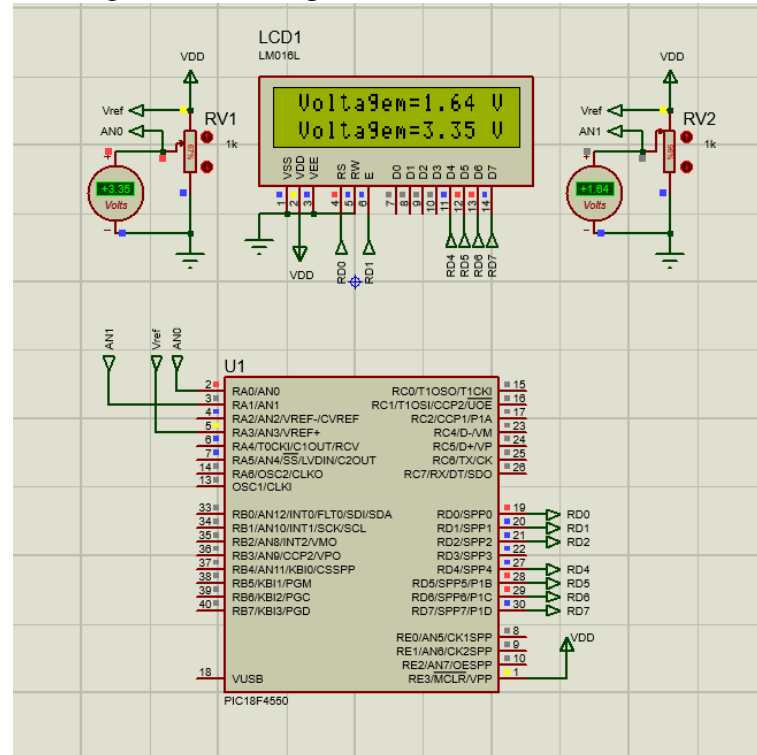 LCD1
LM016L
VDD
Vref
AN0
RV1
67%
1k
+3.35
Volts
Voltagem=1.64 V
Voltagem=3.35 V
VSS
VDD
VEE
RS
RW
E
D0
D1
D2
D3
D4
D5
D6
D7
1
2
3
4
5
6
7
8
9
10
11
12
13
14
VDD
RD0
RD1
RD4
RD5
RD6
RD7
VDD
Vref
AN1
RV2
1k
+1.64
Volts
AN1
Vref
AN0
U1
2 RA0/AN0
3 RA1/AN1
4 RA2/AN2/VREF-/CVREF
5 RA3/AN3/VREF+
6 RA4/T0CKI/C1OUT/RCV
7 RA5/AN4/SS/LVDIN/C2OUT
14 RA6/OSC2/CLKO
13 OSC1/CLKI
33 RB0/AN12/INT0/FLT0/SDI/SDA
34 RB1/AN10/INT1/SCK/SCL
35 RB2/AN8/INT2/VMO
36 RB3/AN9/CCP2/VPO
37 RB4/AN11/KBI0/CSSPP
38 RB5/KBI1/PGM
39 RB6/KBI2/PGC
40 RB7/KBI3/PGD
18 VUSB
RC0/T1OSO/T1CKI 15
RC1/T1OSI/CCP2/UOE 16
RC2/CCP1/P1A 17
RC4/D-/VM 23
RC5/D+/VP 24
RC6/TX/CK 25
RC7/RX/DT/SDO 26
RD0/SPP0 19 RD0
RD1/SPP1 20 RD1
RD2/SPP2 21 RD2
RD3/SPP3 22
RD4/SPP4 27 RD4
RD5/SPP5/P1B 28 RD5
RD6/SPP6/P1C 29 RD6
RD7/SPP7/P1D 30 RD7
RE0/AN5/CK1SPP 8
RE1/AN6/CK2SPP 9
RE2/AN7/OESPP 10
RE3/MCLR/VPP 1
VDD
PIC18F4550